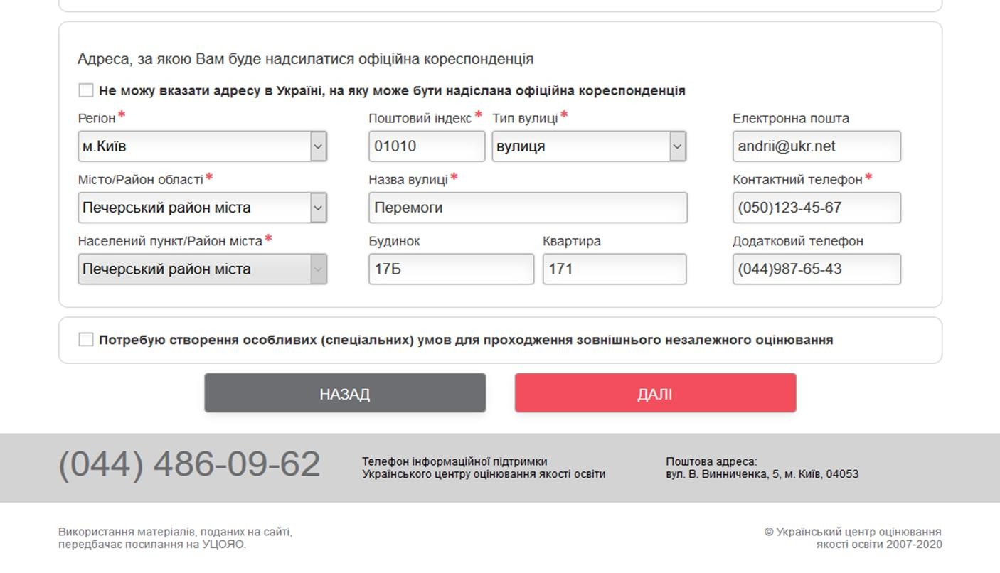 Адреса, за якою Вам буде надсилатися офіційна кореспонденція
Не можу вказати адресу в Україні, на яку може бути надіслана офіційна кореспонденція
Регіон* Поштовий індекс* Тип вулиці* Електронна пошта
м.Київ 01010 вулиця andrii@ukr.net
Місто/Район області* Назва вулиці* Контактний телефон*
Печерський район міста Перемоги (050)123-45-67
Населений пункт/Район міста* Будинок Квартира Додатковий телефон
Печерський район міста 17Б 171 (044)987-65-43
Потребую створення особливих (спеціальних) умов для проходження зовнішнього незалежного оцінювання
НАЗАД ДАЛІ
(044) 486-09-62
Телефон інформаційної підтримки
Українського центру оцінювання якості освіти
Поштова адреса:
вул. В. Винниченка, 5, м. Київ, 04053
Використання матеріалів, поданих на сайті,
передбачає посилання на УЦОЯО.
© Український центр оцінювання
якості освіти 2007-2020